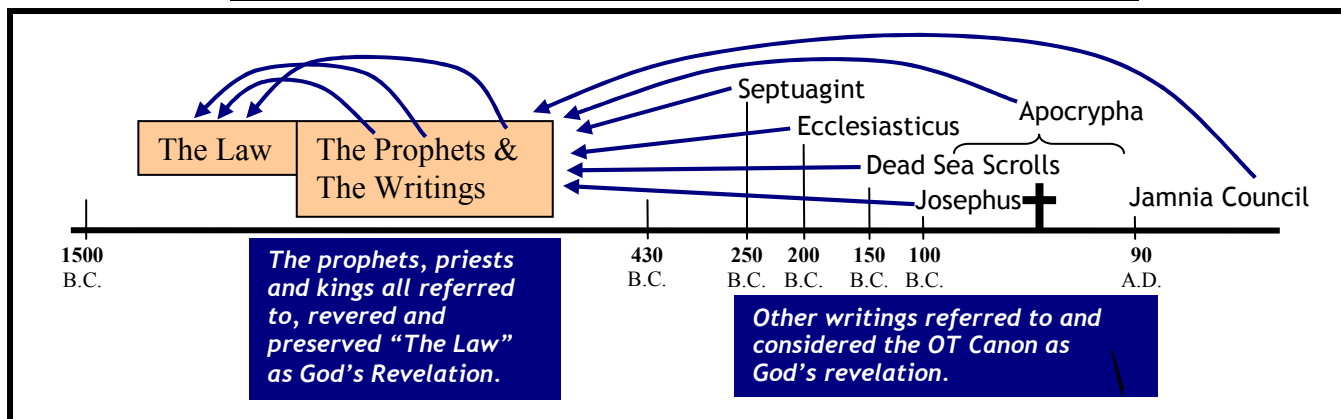 Septuagint
Apocrypha
Ecclesiasticus
The Law
The Prophets &
The Writings
Dead Sea Scrolls
Josephus
Jamnia Council
1500
B.C.
430
B.C.
250
B.C.
200
B.C.
150
B.C.
100
B.C.
90
A.D.
The prophets, priests
and kings all referred
to, revered and
preserved “The Law”
as God’s Revelation.
Other writings referred to and
considered the OT Canon as
God’s revelation.